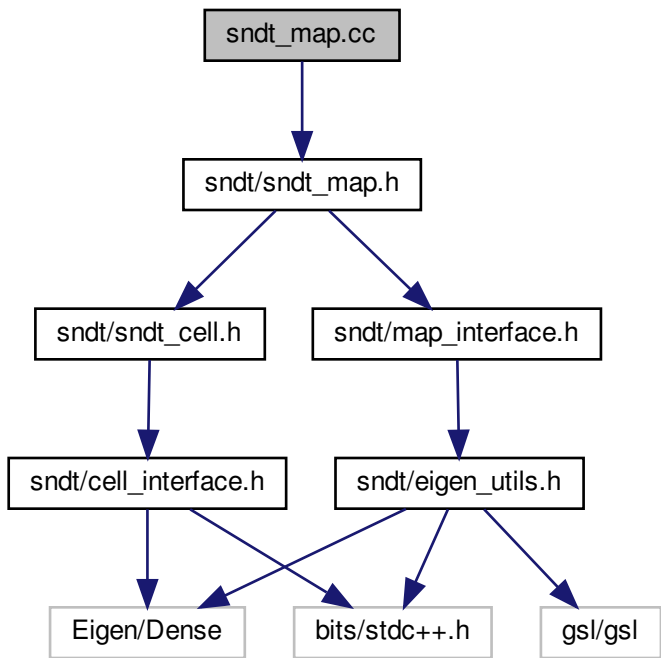 sndt_map.cc
sndt/sndt_map.h
sndt/sndt_cell.h
sndt/map_interface.h
sndt/cell_interface.h
sndt/eigen_utils.h
Eigen/Dense
bits/stdc++.h
gsl/gsl